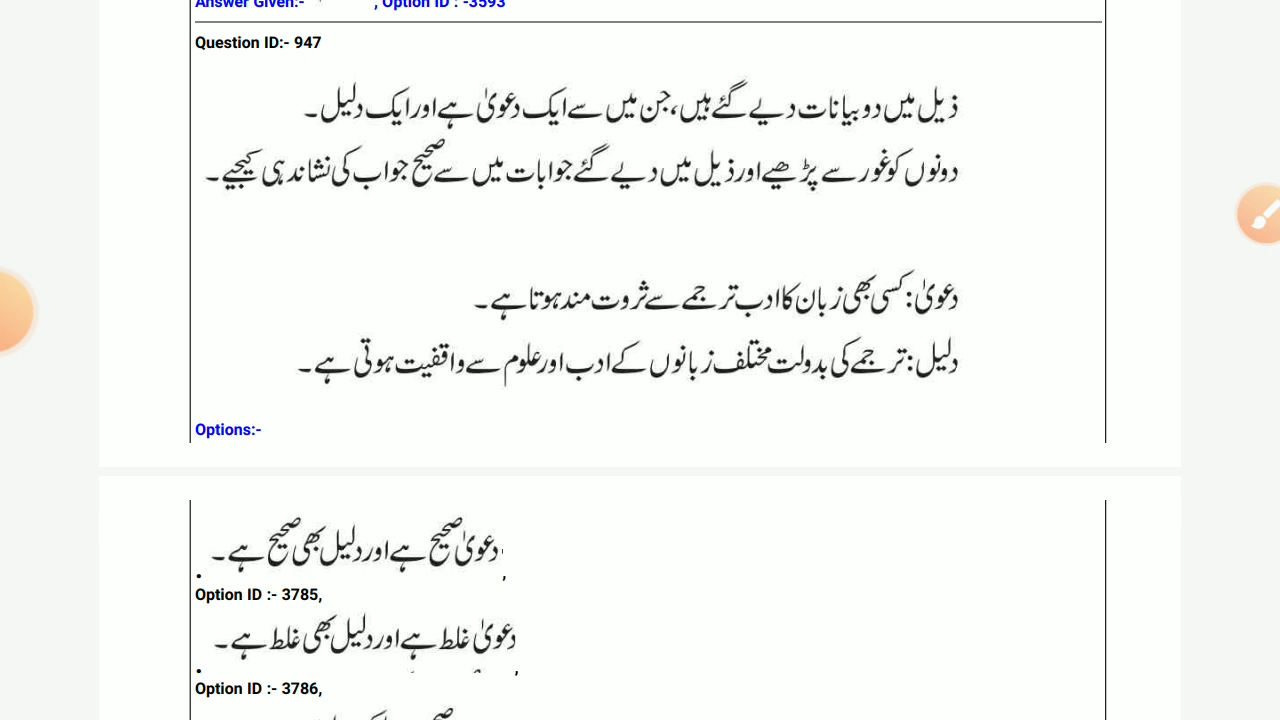 Answer Given:- , Option ID : -3593
Question ID:- 947
ذیل میں دو بیانات دیے گئے ہیں، جن میں سے ایک دعویٰ ہے اور ایک دلیل۔
دونوں کو غور سے پڑھیے اور ذیل میں دیے گئے جوابات میں سے صحیح جواب کی نشاندہی کیجیے۔
دعویٰ: کسی بھی زبان کا ادب ترجمے سے ثروت مند ہوتا ہے۔
دلیل: ترجمے کی بدولت مختلف زبانوں کے ادب اور علوم سے واقفیت ہوتی ہے۔
Options:-
دعویٰ صحیح ہے اور دلیل بھی صحیح ہے۔
Option ID :- 3785,
دعویٰ غلط ہے اور دلیل بھی غلط ہے۔
Option ID :- 3786,